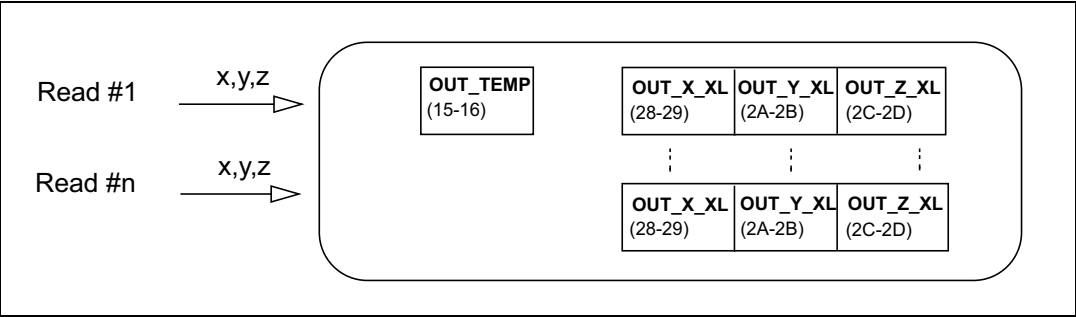 Read #1
x,y,z
OUT_TEMP
(15-16)
OUT_X_XL OUT_Y_XL OUT_Z_XL
(28-29) (2A-2B) (2C-2D)
Read #n
x,y,z
OUT_X_XL OUT_Y_XL OUT_Z_XL
(28-29) (2A-2B) (2C-2D)